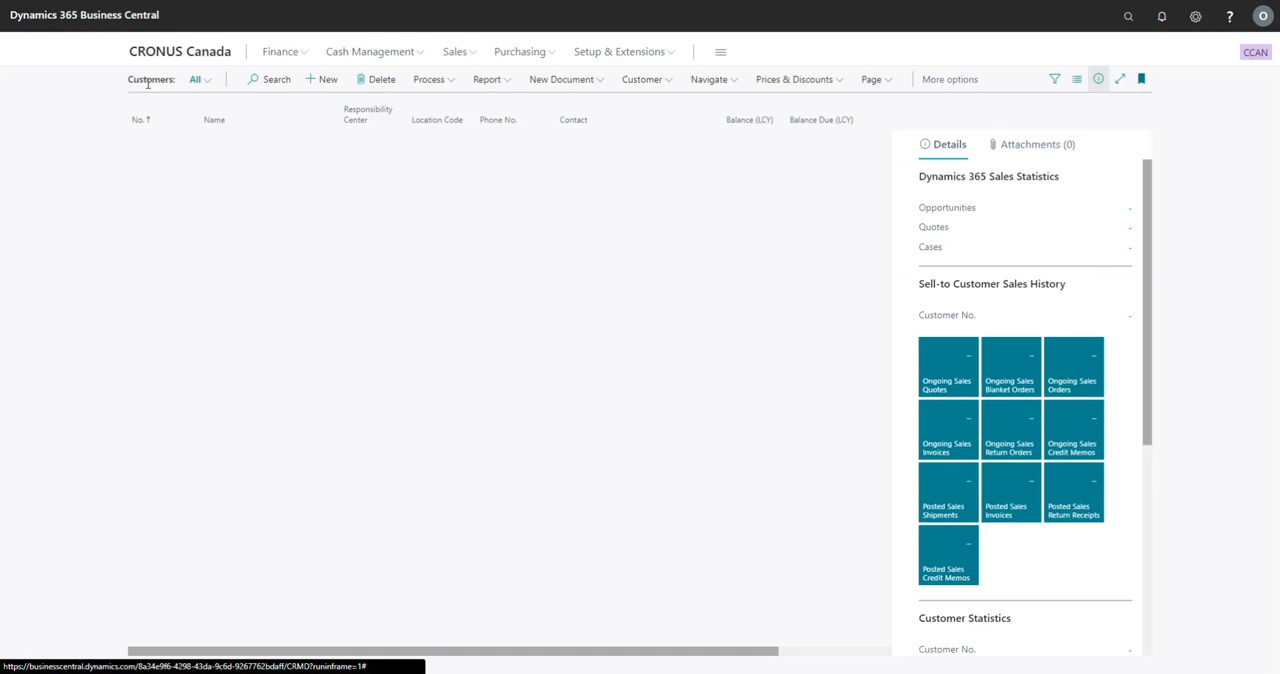 Dynamics 365 Business Central
?
O
CRONUS Canada
Finance
Cash Management
Sales
Purchasing
Setup & Extensions
CCAN
Customers:
All
Search
New
Delete
Process
Report
New Document
Customer
Navigate
Prices & Discounts
Page
More options
No. ↑
Name
Responsibility
Center
Location Code
Phone No.
Contact
Balance (LCY)
Balance Due (LCY)
Details
Attachments (0)
Dynamics 365 Sales Statistics
Opportunities -
Quotes -
Cases -
Sell-to Customer Sales History
Customer No. -
Ongoing Sales
Quotes
Ongoing Sales
Blanket Orders
Ongoing Sales
Orders
Ongoing Sales
Invoices
Ongoing Sales
Return Orders
Ongoing Sales
Credit Memos
Posted Sales
Shipments
Posted Sales
Invoices
Posted Sales
Return Receipts
Posted Sales
Credit Memos
Customer Statistics
Customer No. -
https://businesscentral.dynamics.com/8a34e9f6-4298-43da-9c6d-9267762bdaff/CRMD?runinframe=1#